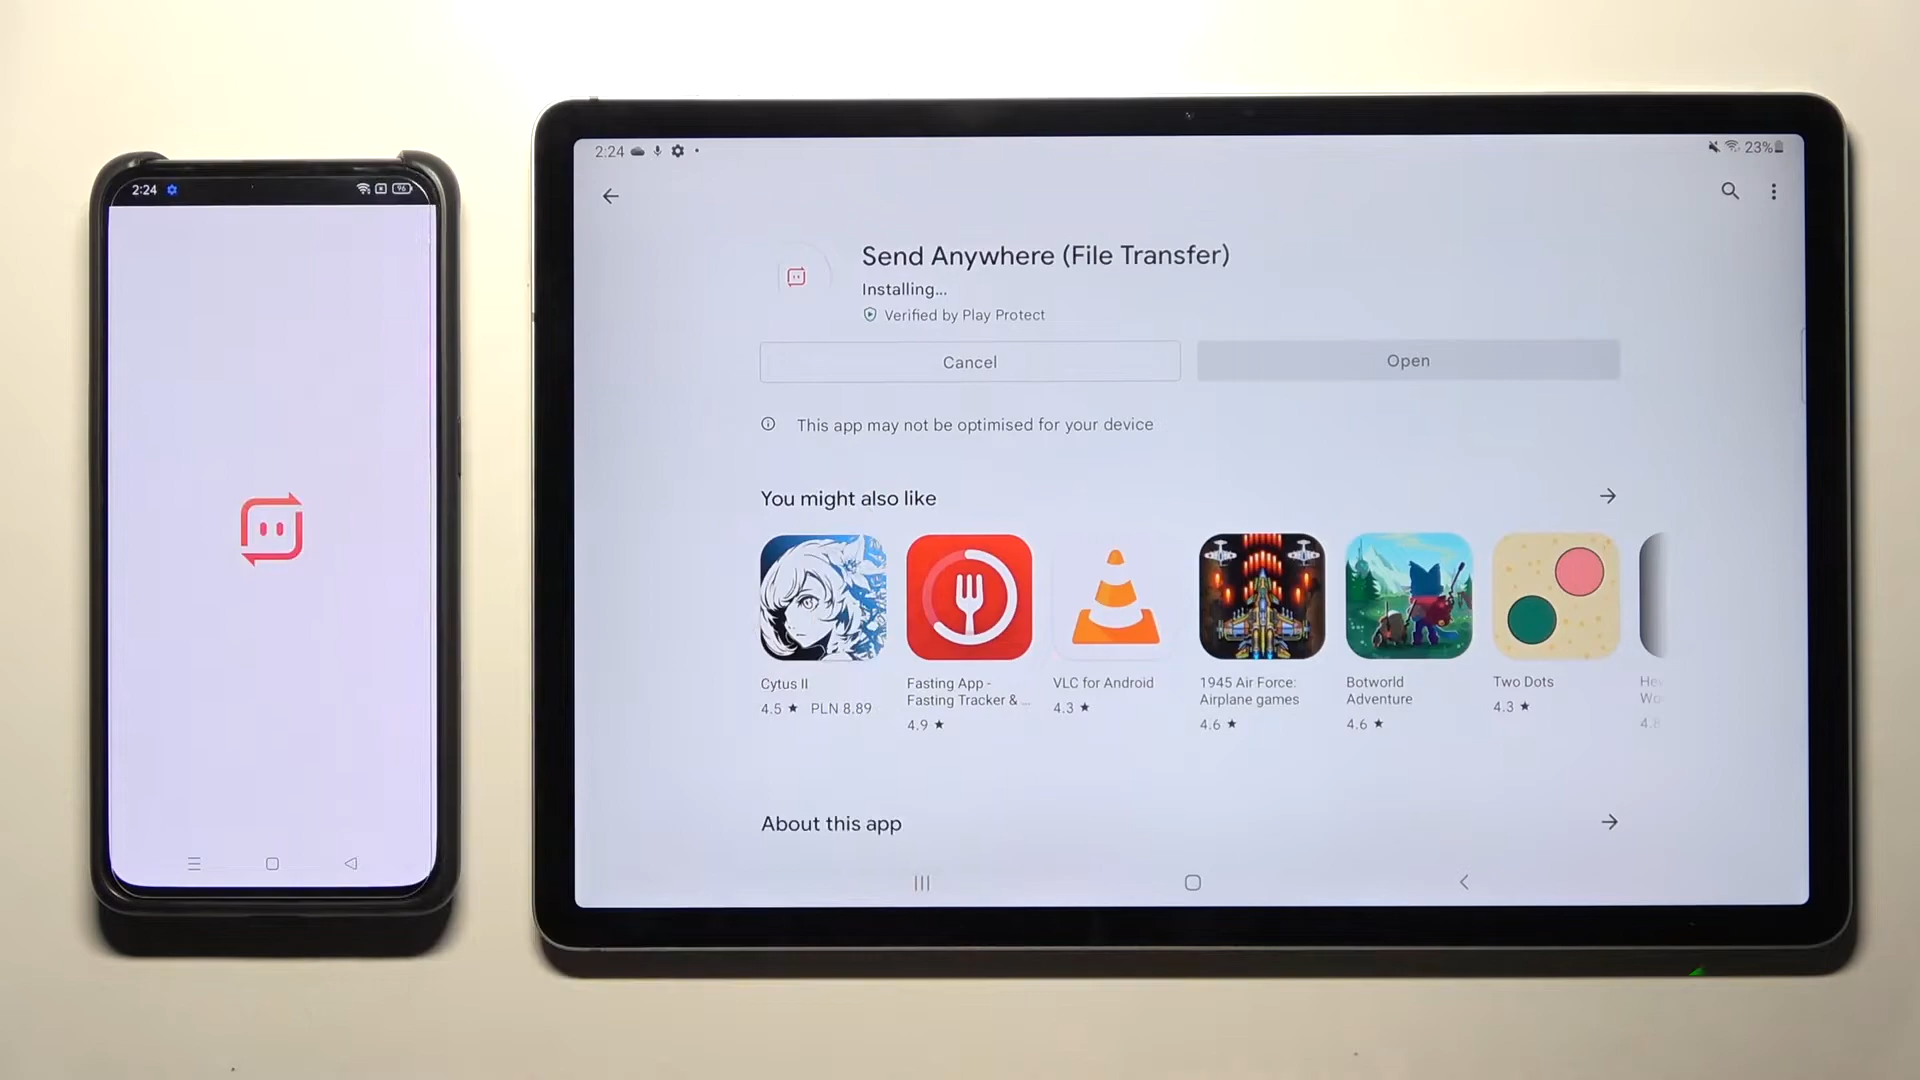 2:24
96
2:24
23%
Send Anywhere (File Transfer)
Installing...
Verified by Play Protect
Cancel
Open
This app may not be optimised for your device
You might also like
Cytus II
4.5 ★ PLN 8.89
Fasting App -
Fasting Tracker & ...
4.9 ★
VLC for Android
4.3 ★
1945 Air Force:
Airplane games
4.6 ★
Botworld
Adventure
4.6 ★
Two Dots
4.3 ★
About this app